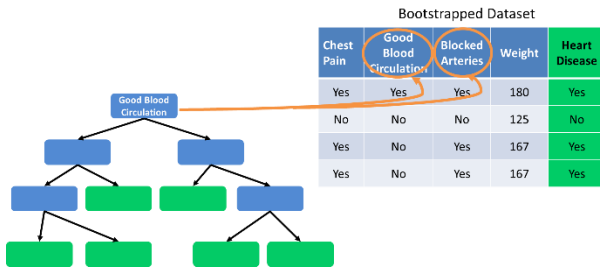 Bootstrapped Dataset
Chest
Pain
Good
Blood
Circulation
Blocked
Arteries
Weight
Heart
Disease
Yes Yes Yes 180 Yes
No No No 125 No
Yes No Yes 167 Yes
Yes No Yes 167 Yes
Good Blood
Circulation